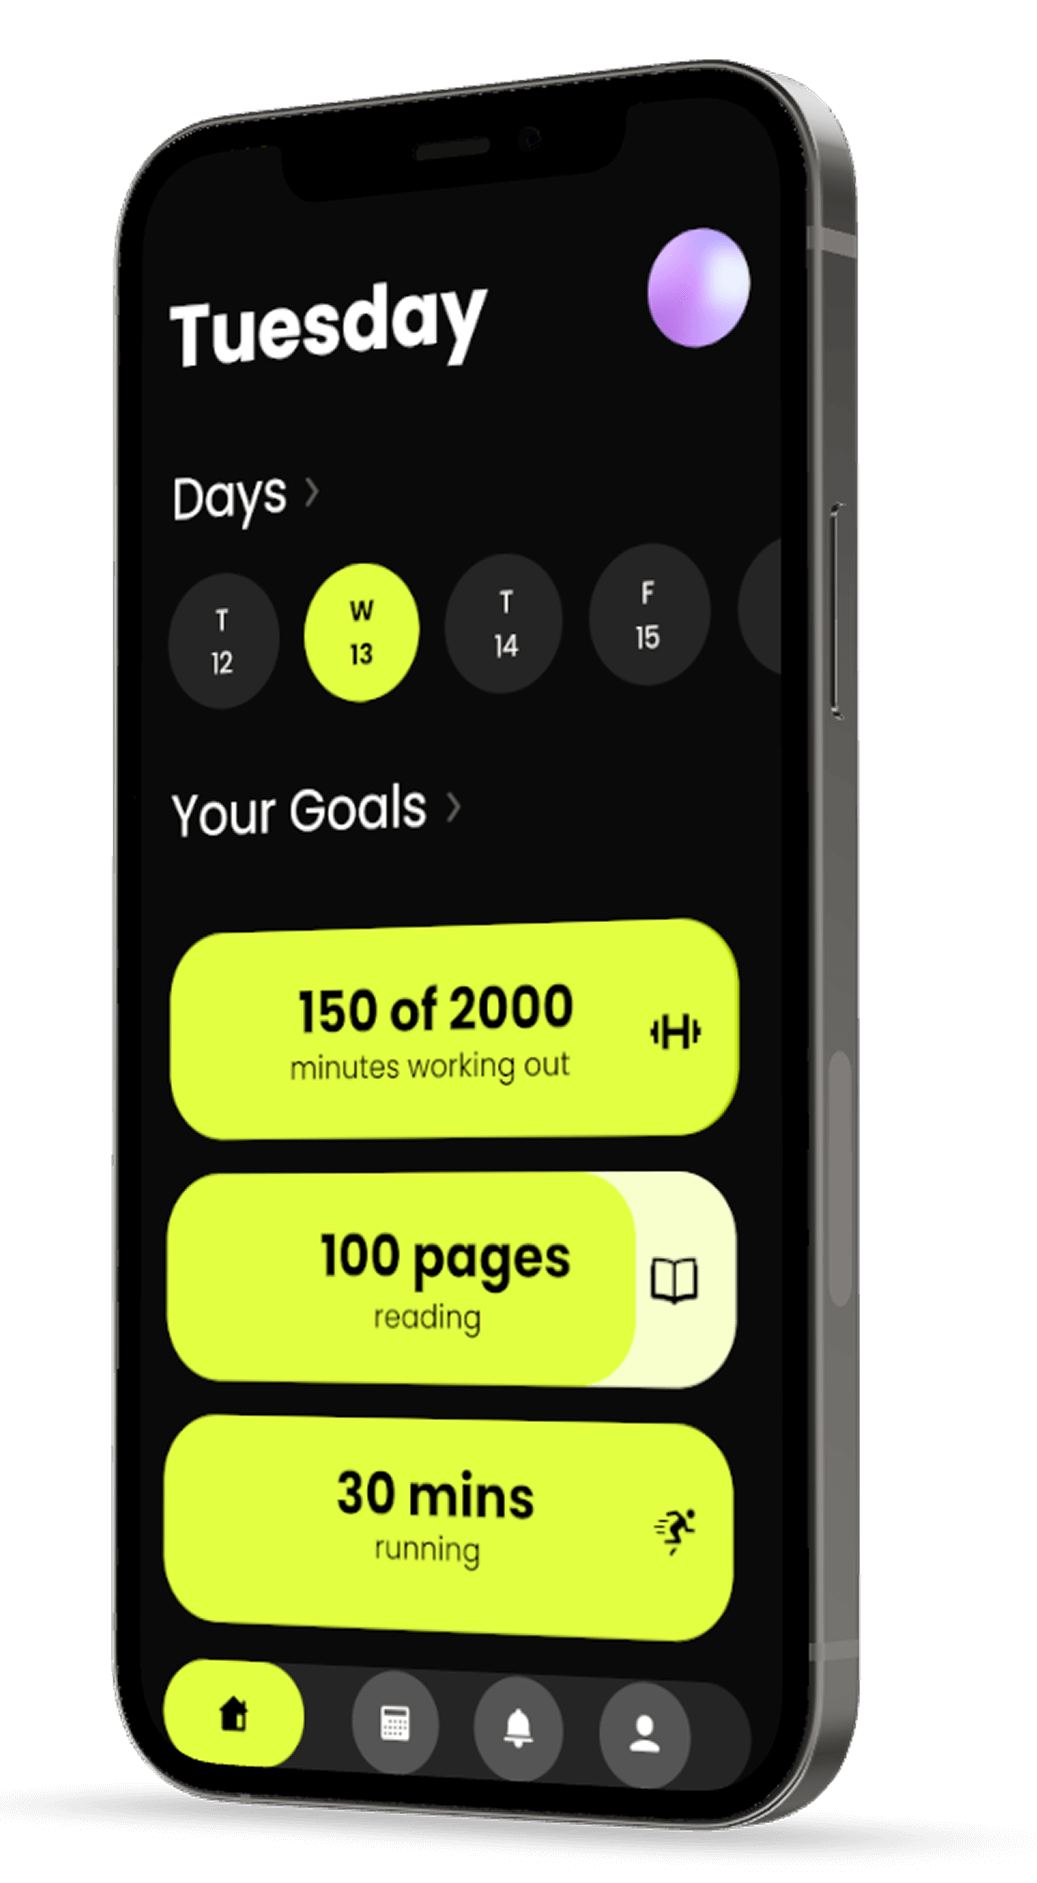 Tuesday
Days
T W T F
12 13 14 15
Your Goals
150 of 2000
minutes working out
100 pages
reading
30 mins
running